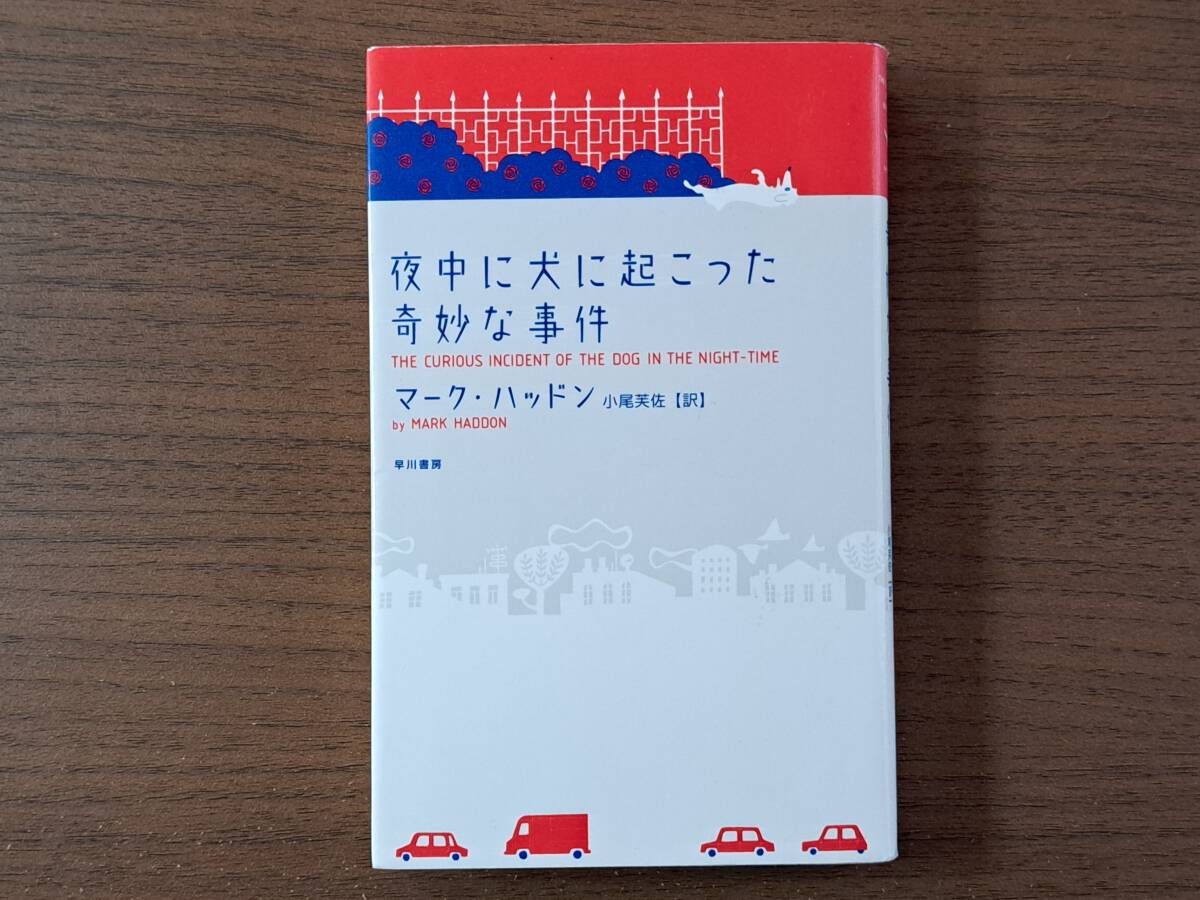 夜中に犬に起こった
奇妙な事件
THE CURIOUS INCIDENT OF THE DOG IN THE NIGHT-TIME
マーク・ハッドン 小尾芙佐【訳】
by MARK HADDON
早川書房